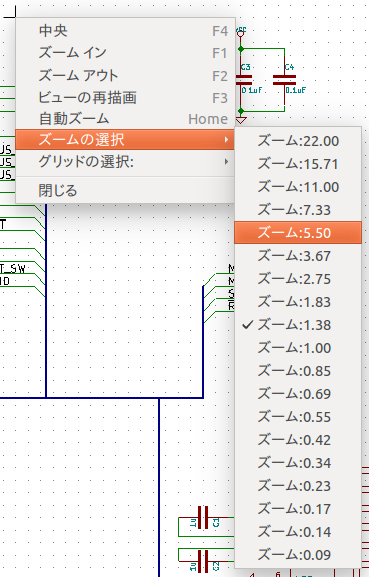 中央 F4
ズーム イン F1
ズーム アウト F2
ビューの再描画 F3
自動ズーム Home
ズームの選択
グリッドの選択:
閉じる
C3
0.1uF
C4
0.1uF
US_
US_
US_
T
T_SW
ND
ズーム:22.00
ズーム:15.71
ズーム:11.00
ズーム:7.33
ズーム:5.50
ズーム:3.67
ズーム:2.75
ズーム:1.83
ズーム:1.38
ズーム:1.00
ズーム:0.85
ズーム:0.69
ズーム:0.55
ズーム:0.42
ズーム:0.34
ズーム:0.23
ズーム:0.17
ズーム:0.14
ズーム:0.09
M
M
S
1u
C1
1u
C2